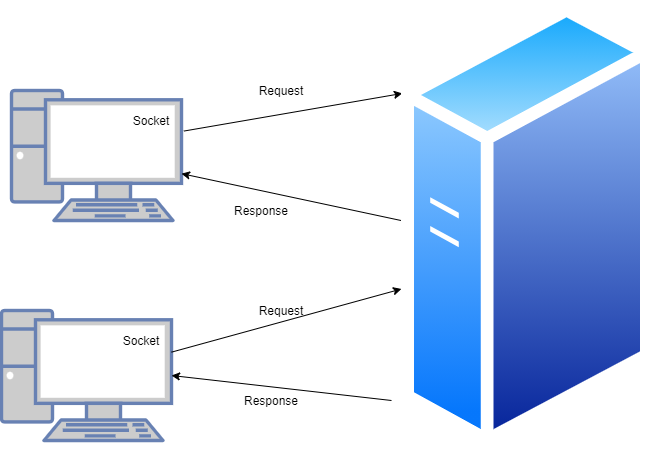 Request
Socket
Response
Request
Socket
Response